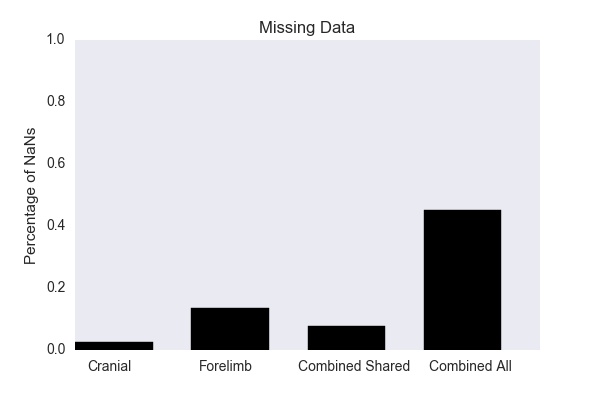 Missing Data
1.0
0.8
0.6
0.4
0.2
0.0
Percentage of NaNs
Cranial
Forelimb
Combined Shared
Combined All